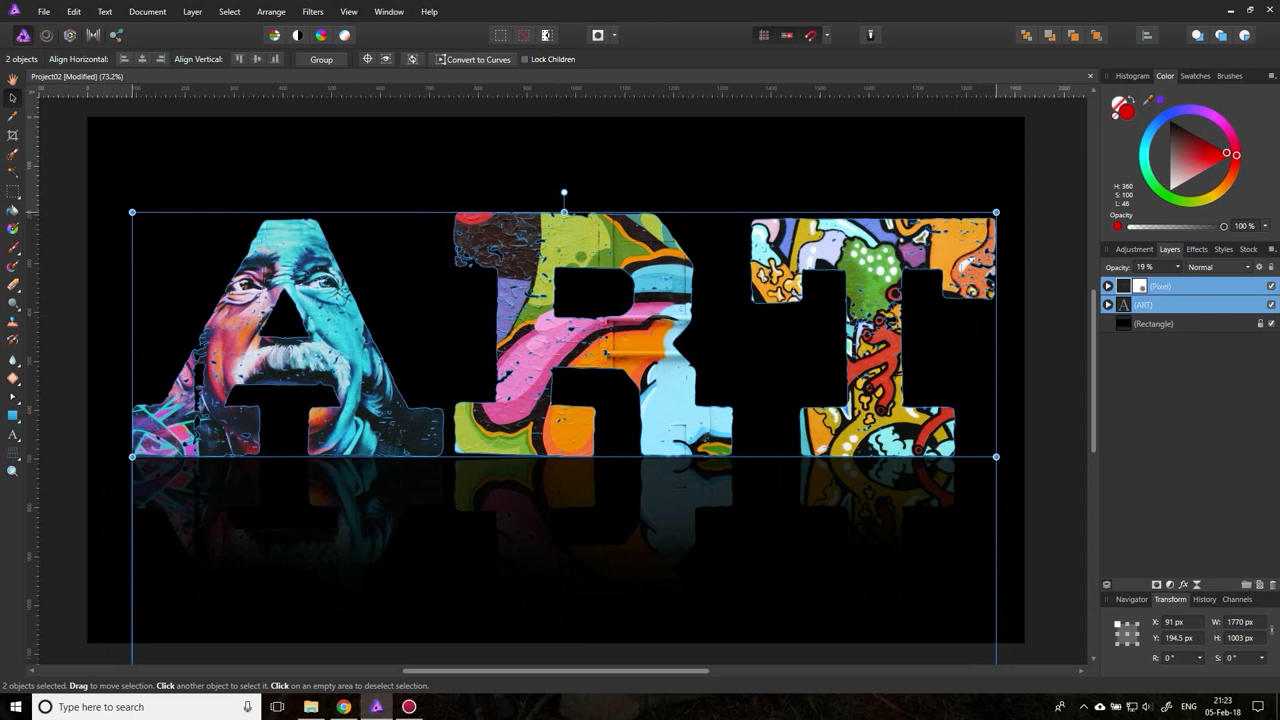 File Edit Text Document Layer Select Arrange Filters View Window Help
2 objects Align Horizontal: Align Vertical: Group Convert to Curves Lock Children
Project02 [Modified] (73.2%)
Histogram Color Swatches Brushes
H: 360
S: 100
L: 46
Opacity
100 %
Adjustment Layers Effects Styles Stock
Opacity: 19 % Normal
(Pixel)
A (ART)
(Rectangle)
ART
Navigator Transform History Channels
X: 91 px W: 1770 px
Y: 194.5 px H: 1003 px
R: 0 ° S: 0 °
2 objects selected. Drag to move selection. Click another object to select it. Click on an empty area to deselect selection.
Type here to search
ENG
21:23
05-Feb-18